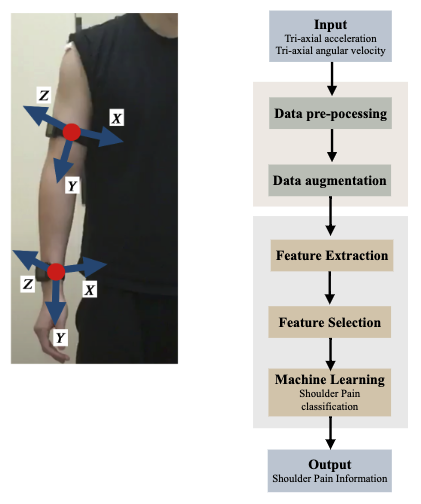 Z
X
Y
Z
X
Y
Input
Tri-axial acceleration
Tri-axial angular velocity
Data pre-pocessing
Data augmentation
Feature Extraction
Feature Selection
Machine Learning
Shoulder Pain
classification
Output
Shoulder Pain Information